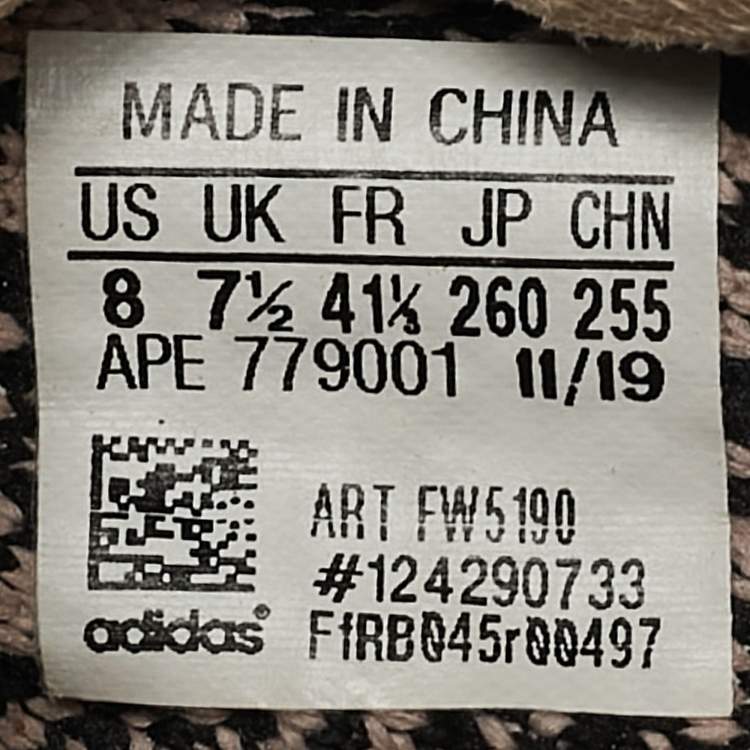 MADE IN CHINA
US UK FR JP CHN
8 7½ 41⅓ 260 255
APE 779001 11/19
ART FW5190
#124290733
adidas®
FfRB045r00497